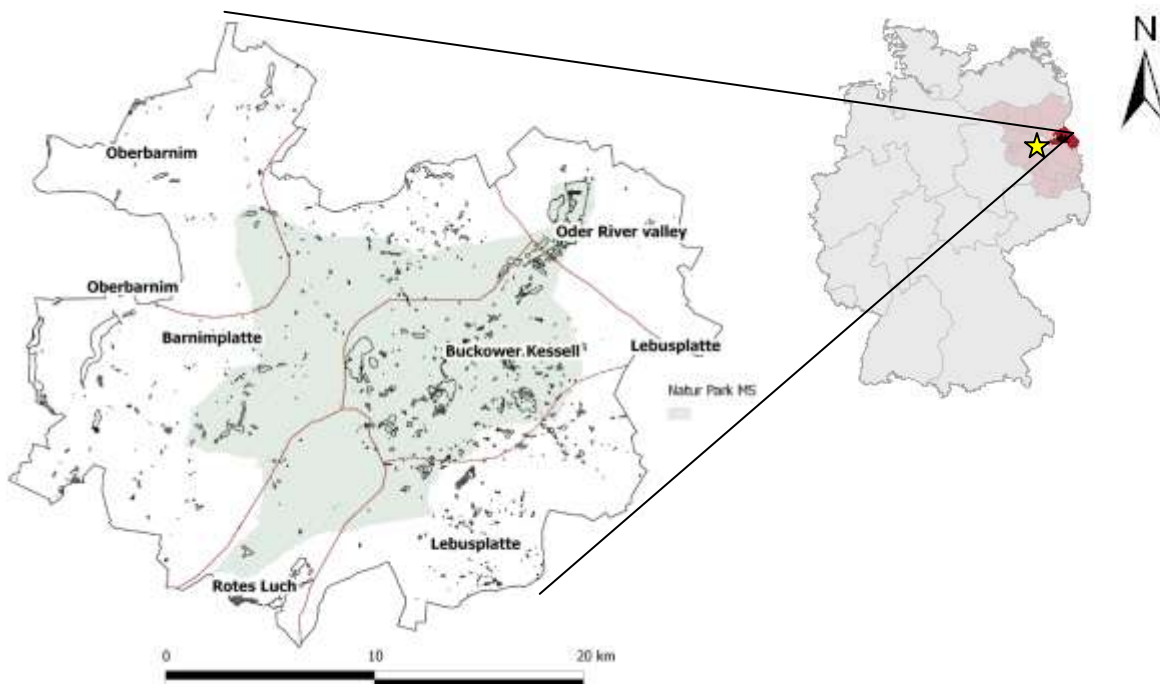 N
Oberbarnim
Oder River valley
Oberbarnim
Barnimplatte
Buckower Kessell
Lebusplatte
Natur Park MS
Lebusplatte
Rotes Luch
0 10 20 km